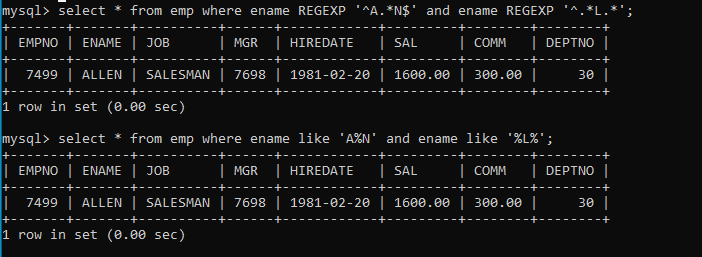 mysql> select * from emp where ename REGEXP '^A.*N$' and ename REGEXP '^.*L.*';
+-------+-------+----------+------+------------+---------+--------+--------+
| EMPNO | ENAME | JOB      | MGR  | HIREDATE   | SAL     | COMM   | DEPTNO |
+-------+-------+----------+------+------------+---------+--------+--------+
|  7499 | ALLEN | SALESMAN | 7698 | 1981-02-20 | 1600.00 | 300.00 |     30 |
+-------+-------+----------+------+------------+---------+--------+--------+
1 row in set (0.00 sec)
mysql> select * from emp where ename like 'A%N' and ename like '%L%';
+-------+-------+----------+------+------------+---------+--------+--------+
| EMPNO | ENAME | JOB      | MGR  | HIREDATE   | SAL     | COMM   | DEPTNO |
+-------+-------+----------+------+------------+---------+--------+--------+
|  7499 | ALLEN | SALESMAN | 7698 | 1981-02-20 | 1600.00 | 300.00 |     30 |
+-------+-------+----------+------+------------+---------+--------+--------+
1 row in set (0.00 sec)